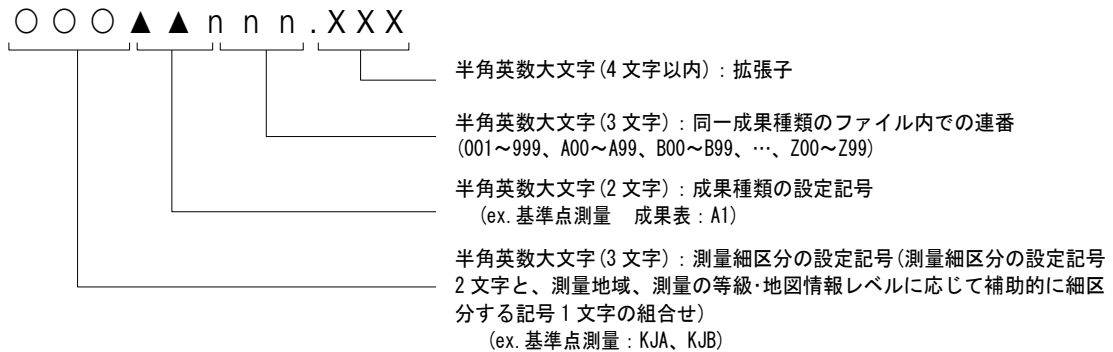 ○○○▲▲nnn.XXX
半角英数大文字(4文字以内)：拡張子
半角英数大文字(3文字)：同一成果種類のファイル内での連番
(001～999、A00～A99、B00～B99、…、Z00～Z99)
半角英数大文字(2文字)：成果種類の設定記号
(ex.基準点測量　成果表：A1)
半角英数大文字(3文字)：測量細区分の設定記号(測量細区分の設定記号
2文字と、測量地域、測量の等級・地図情報レベルに応じて補助的に細区
分する記号1文字の組合せ)
(ex.基準点測量：KJA、KJB)